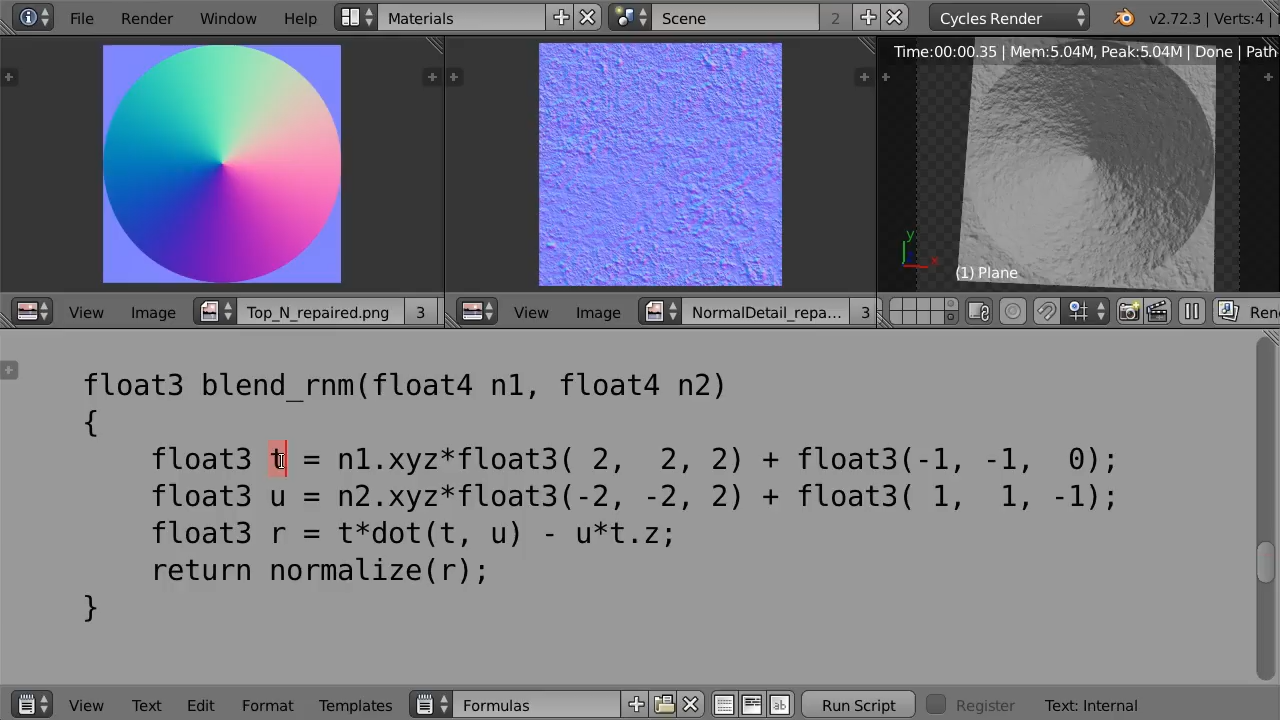 File Render Window Help Materials Scene 2 Cycles Render v2.72.3 | Verts:4 |
Time:00:00.35 | Mem:5.04M, Peak:5.04M | Done | Path
y
x
(1) Plane
View Image Top_N_repaired.png 3 View Image NormalDetail_repa... 3
float3 blend_rnm(float4 n1, float4 n2)
{
float3 t = n1.xyz*float3( 2, 2, 2) + float3(-1, -1, 0);
float3 u = n2.xyz*float3(-2, -2, 2) + float3( 1, 1, -1);
float3 r = t*dot(t, u) - u*t.z;
return normalize(r);
}
View Text Edit Format Templates Formulas ab Run Script Register Text: Internal